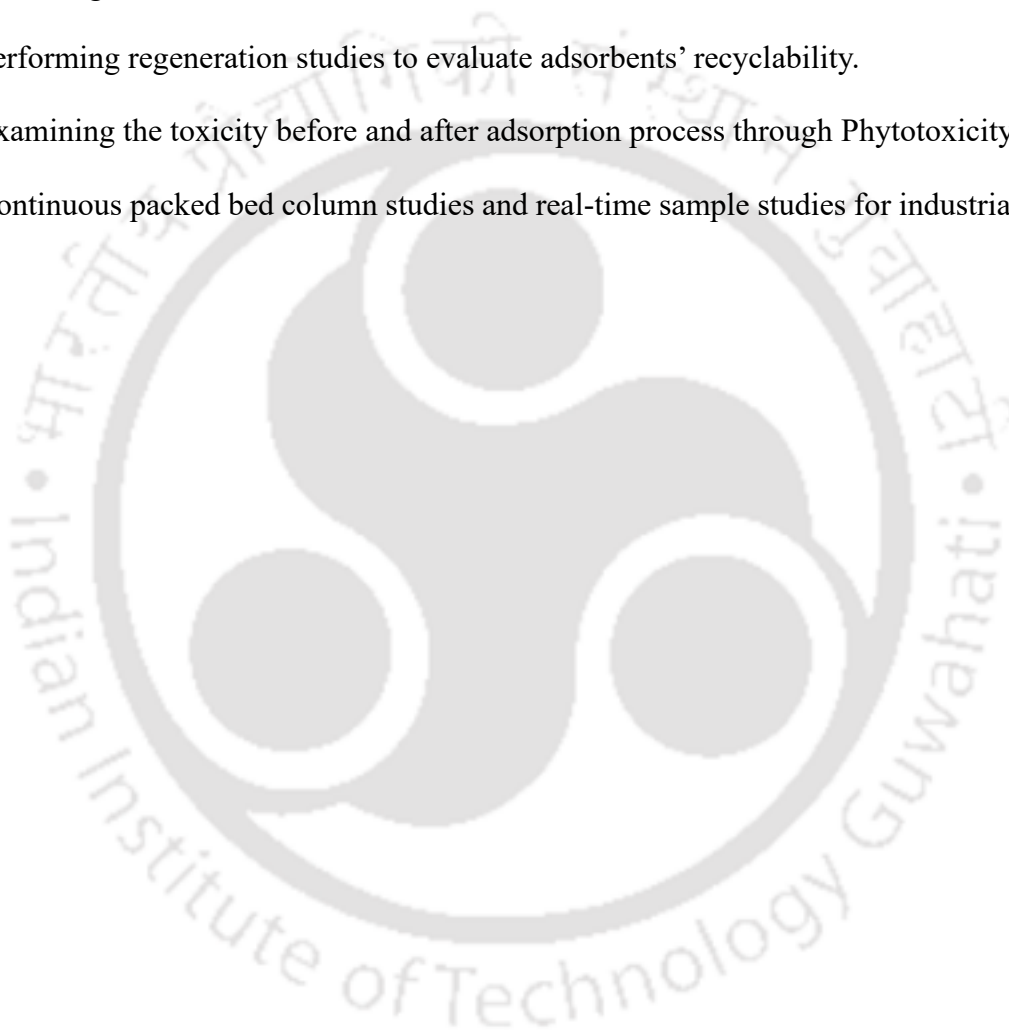 erforming regeneration studies to evaluate adsorbents' recyclability.
xamining the toxicity before and after adsorption process through Phytotoxicity
ontinuous packed bed column studies and real-time sample studies for industria
भारतीय प्रौद्योगिकी संस्थान गुवाहाटी
Indian Institute of Technology Guwahati